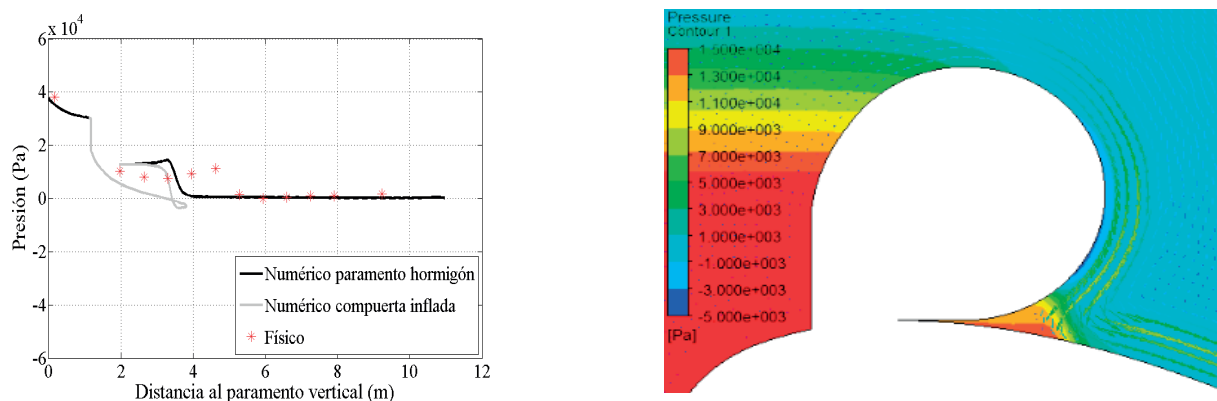 x 10⁴
6
4
2
0
-2
-4
-6
0 2 4 6 8 10 12
Presión (Pa)
Distancia al paramento vertical (m)
Numérico paramento hormigón
Numérico compuerta inflada
Físico
Pressure
Contour 1
1.500e+004
1.300e+004
1.100e+004
9.000e+003
7.000e+003
5.000e+003
3.000e+003
1.000e+003
-1.000e+003
-3.000e+003
-5.000e+003
[Pa]